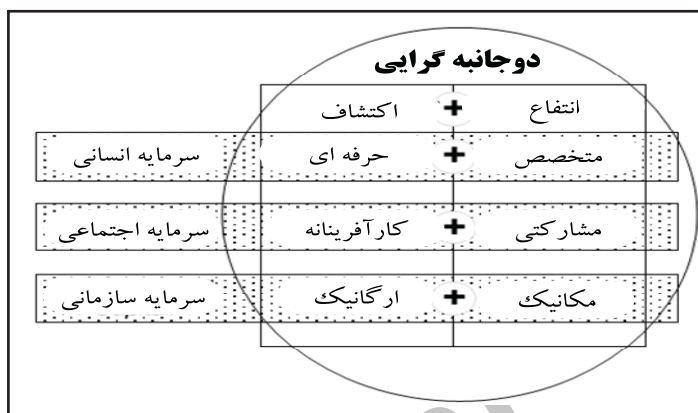 دوجانبه گرایی
انتفاع + اکتشاف
متخصص + حرفه ای سرمایه انسانی
مشارکتی + کارآفرینانه سرمایه اجتماعی
مکانیک + ارگانیک سرمایه سازمانی